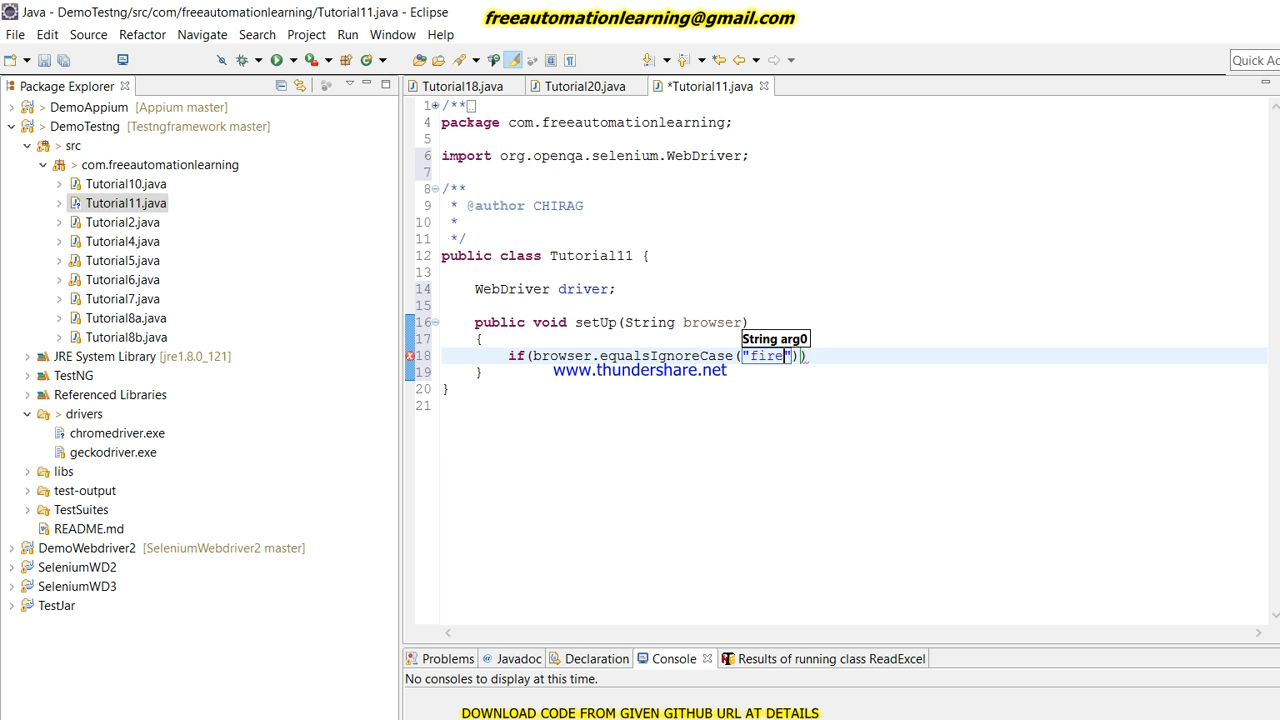 Java - DemoTestng/src/com/freeautomationlearning/Tutorial11.java - Eclipse
freeautomationlearning@gmail.com
File Edit Source Refactor Navigate Search Project Run Window Help
Quick Ac
Package Explorer
Tutorial18.java Tutorial20.java *Tutorial11.java
DemoAppium [Appium master]
DemoTestng [Testngframework master]
> src
> com.freeautomationlearning
Tutorial10.java
Tutorial11.java
Tutorial2.java
Tutorial4.java
Tutorial5.java
Tutorial6.java
Tutorial7.java
Tutorial8a.java
Tutorial8b.java
JRE System Library [jre1.8.0_121]
TestNG
Referenced Libraries
> drivers
chromedriver.exe
geckodriver.exe
libs
test-output
TestSuites
README.md
DemoWebdriver2 [SeleniumWebdriver2 master]
SeleniumWD2
SeleniumWD3
TestJar
1 /**
4 package com.freeautomationlearning;
5
6 import org.openqa.selenium.WebDriver;
7
8 /**
9 * @author CHIRAG
10 *
11 */
12 public class Tutorial11 {
13
14 WebDriver driver;
15
16 public void setUp(String browser)
17 {
String arg0
18 if(browser.equalsIgnoreCase("fire"))
19 }
www.thundershare.net
20 }
21
Problems @ Javadoc Declaration Console Results of running class ReadExcel
No consoles to display at this time.
DOWNLOAD CODE FROM GIVEN GITHUB URL AT DETAILS